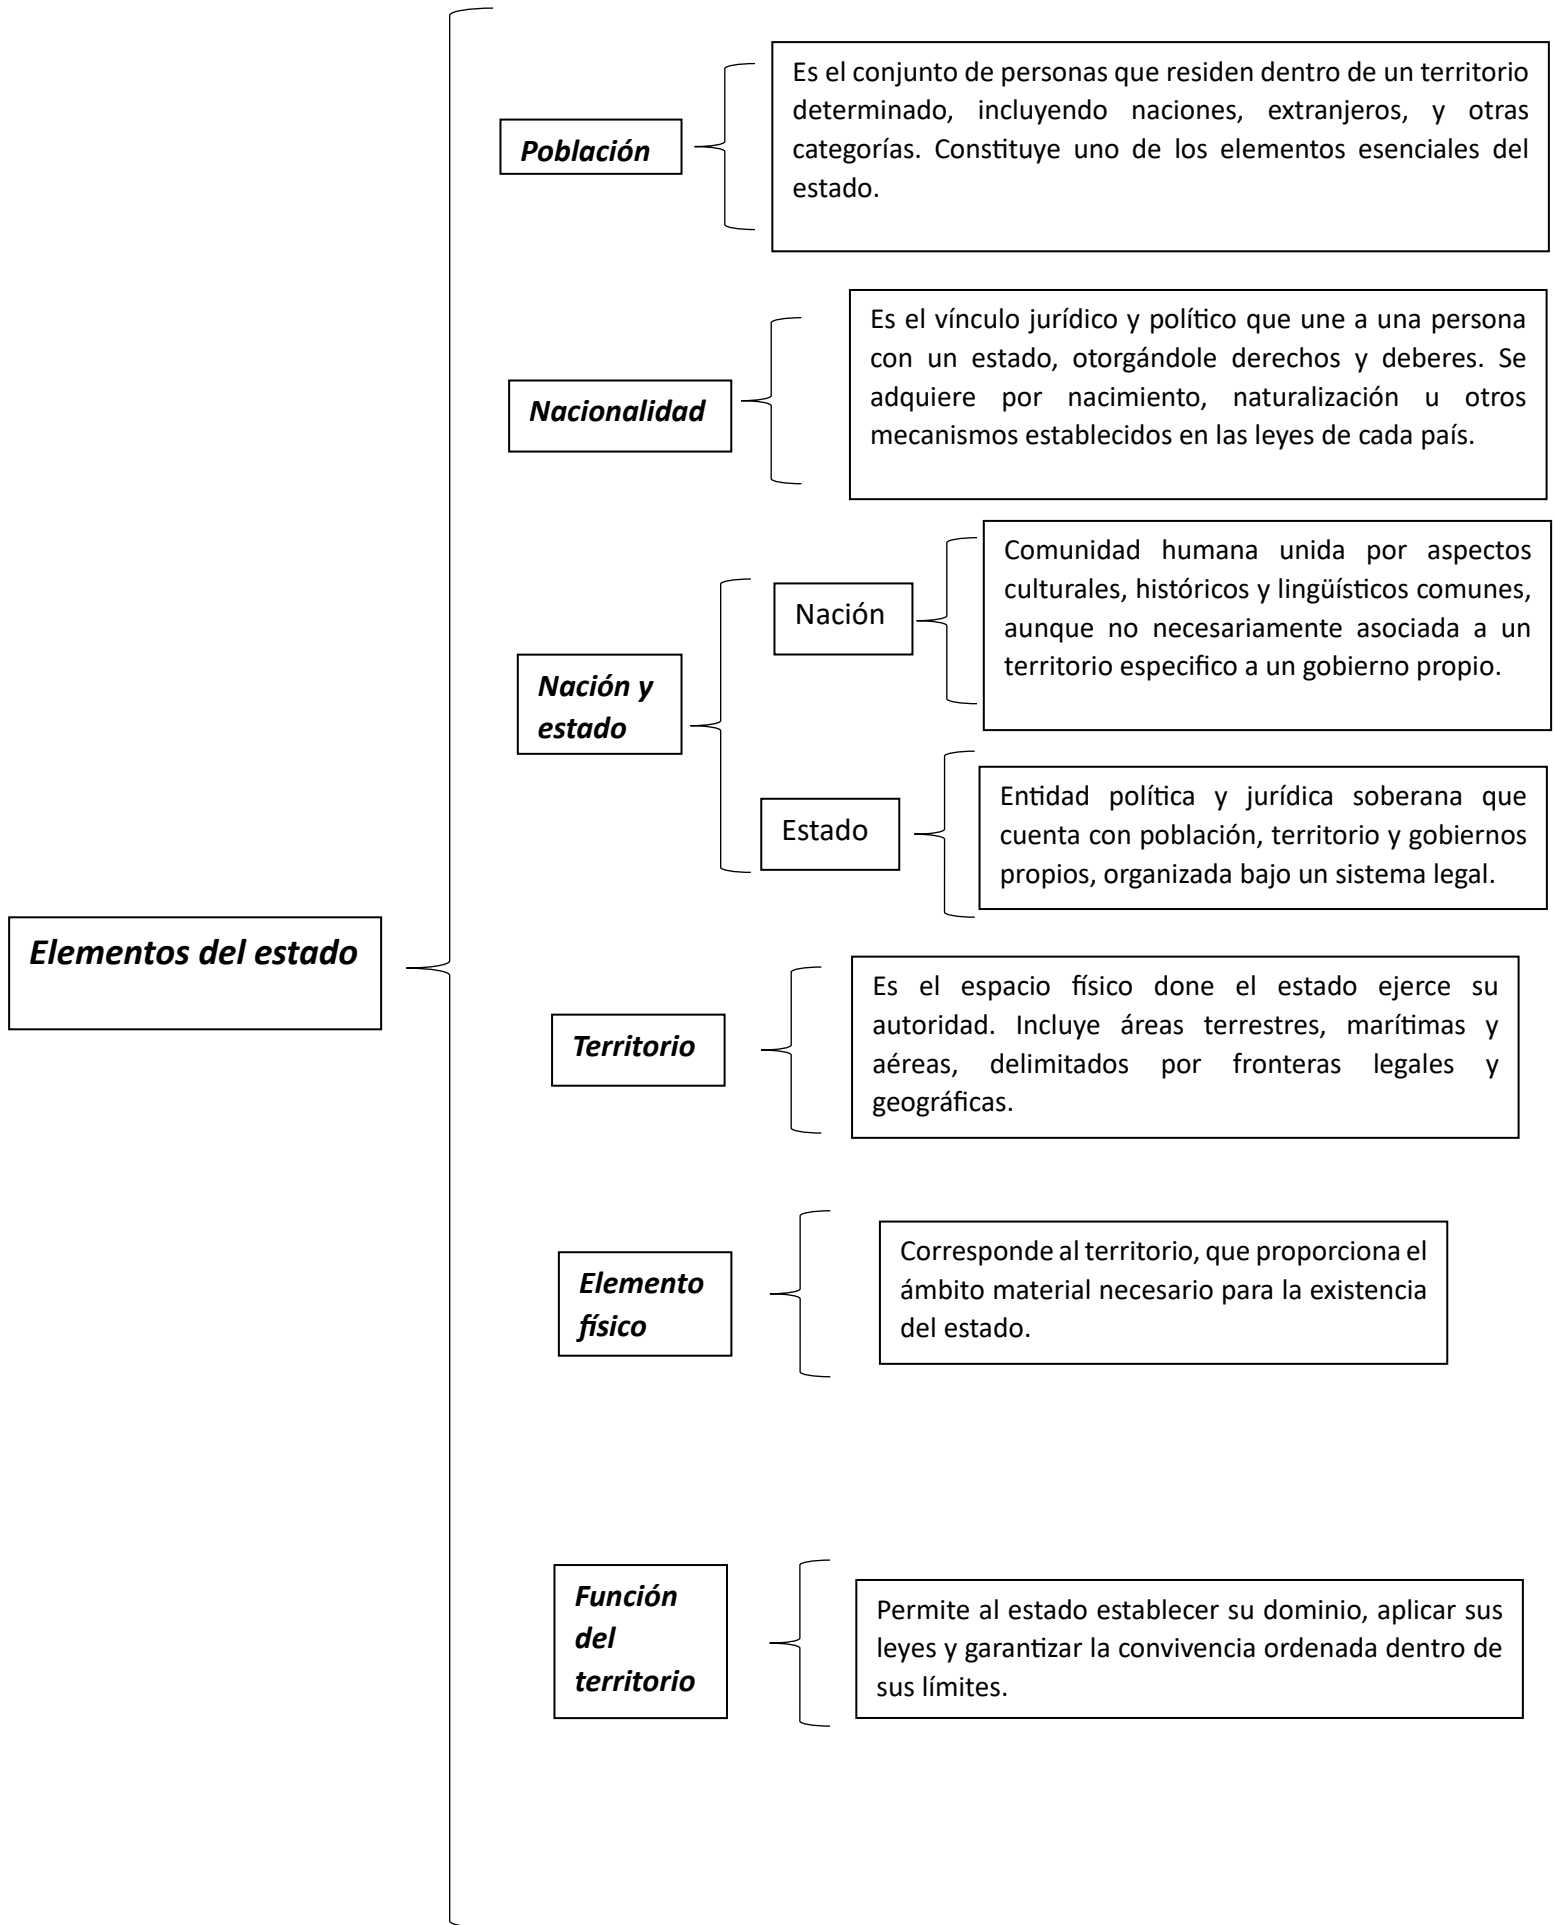 Población
Es el conjunto de personas que residen dentro de un territorio
determinado, incluyendo naciones, extranjeros, y otras
categorías. Constituye uno de los elementos esenciales del
estado.
Nacionalidad
Es el vínculo jurídico y político que une a una persona
con un estado, otorgándole derechos y deberes. Se
adquiere por nacimiento, naturalización u otros
mecanismos establecidos en las leyes de cada país.
Nación y
estado
Nación
Comunidad humana unida por aspectos
culturales, históricos y lingüísticos comunes,
aunque no necesariamente asociada a un
territorio especifico a un gobierno propio.
Estado
Entidad política y jurídica soberana que
cuenta con población, territorio y gobiernos
propios, organizada bajo un sistema legal.
Elementos del estado
Territorio
Es el espacio físico done el estado ejerce su
autoridad. Incluye áreas terrestres, marítimas y
aéreas, delimitados por fronteras legales y
geográficas.
Elemento
físico
Corresponde al territorio, que proporciona el
ámbito material necesario para la existencia
del estado.
Función
del
territorio
Permite al estado establecer su dominio, aplicar sus
leyes y garantizar la convivencia ordenada dentro de
sus límites.